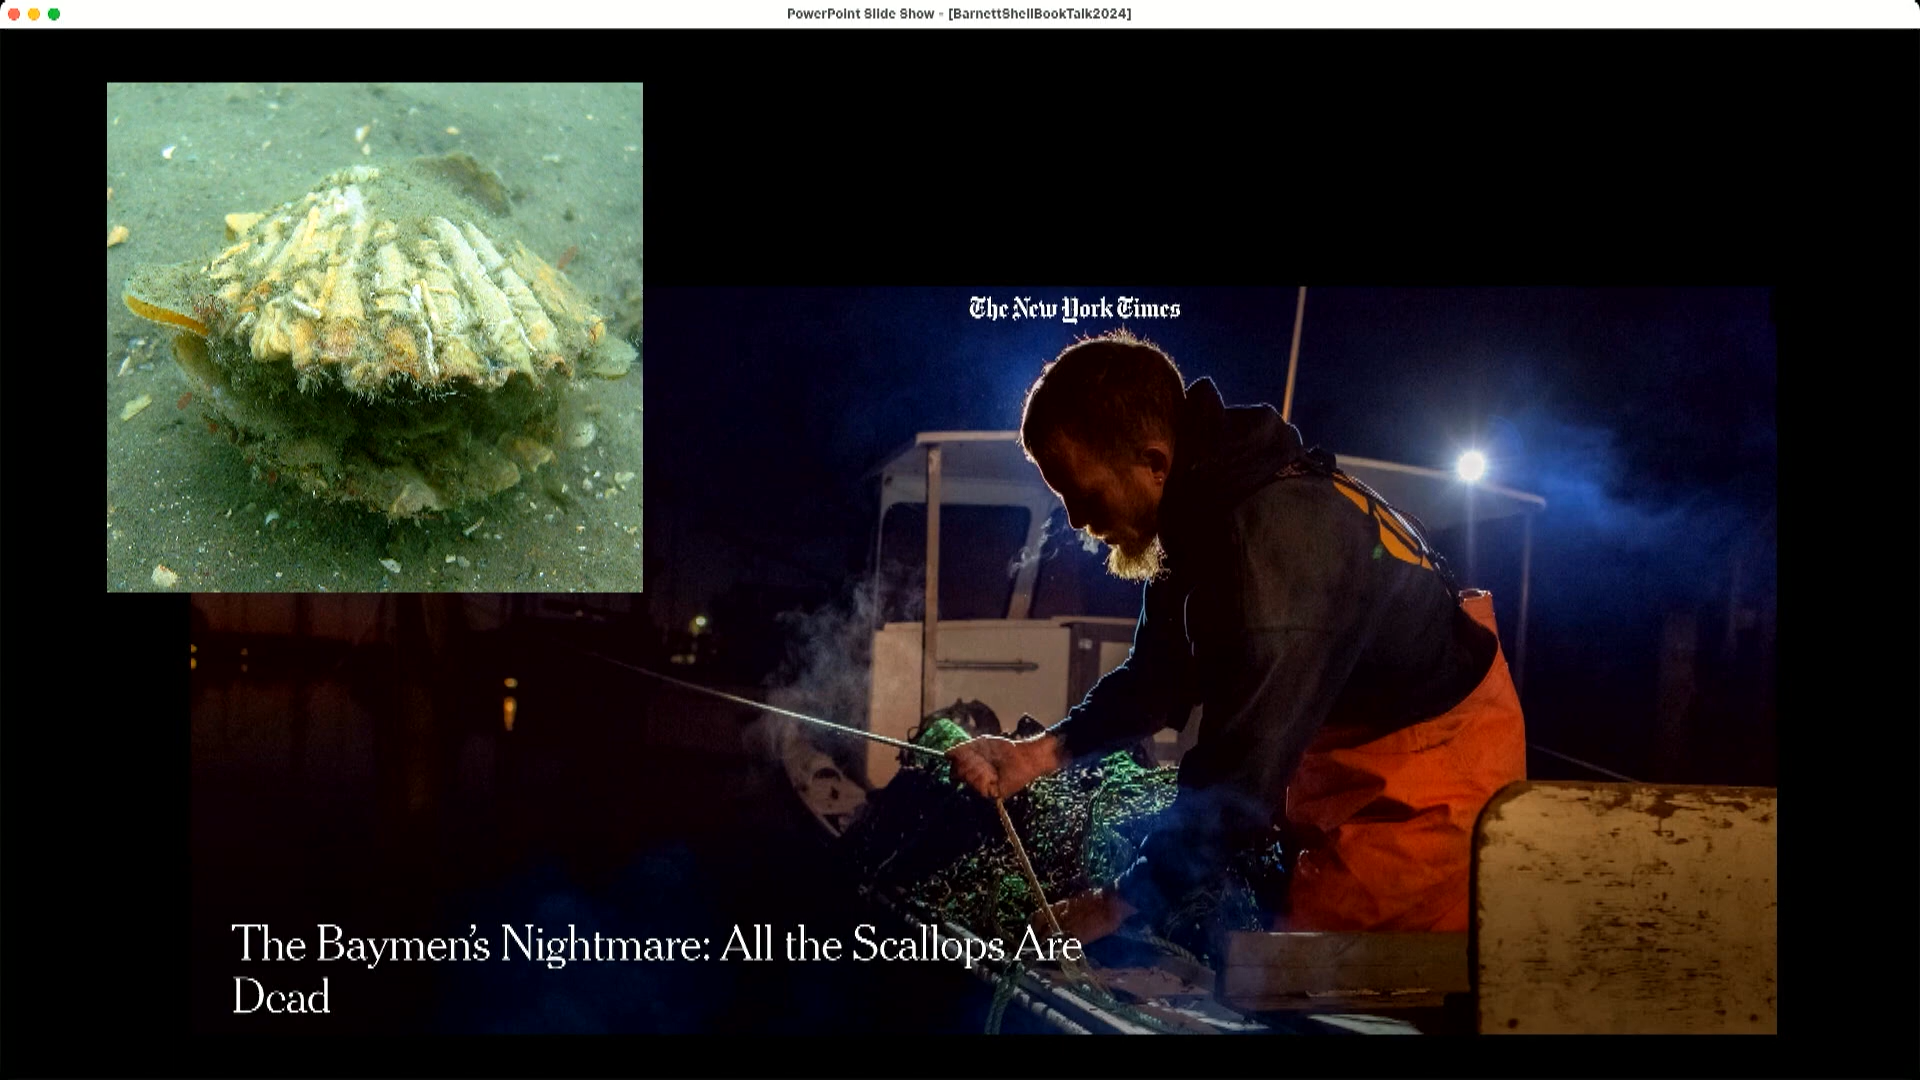 PowerPoint Slide Show - [BarnettShellBookTalk2024]
The New York Times
The Baymen's Nightmare: All the Scallops Are
Dead